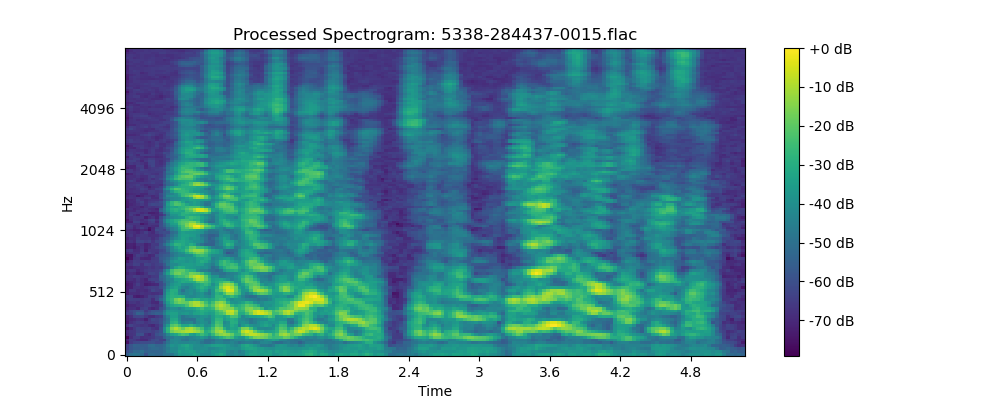 Processed Spectrogram: 5338-284437-0015.flac
Hz
4096
2048
1024
512
0
0 0.6 1.2 1.8 2.4 3 3.6 4.2 4.8
Time
+0 dB
-10 dB
-20 dB
-30 dB
-40 dB
-50 dB
-60 dB
-70 dB